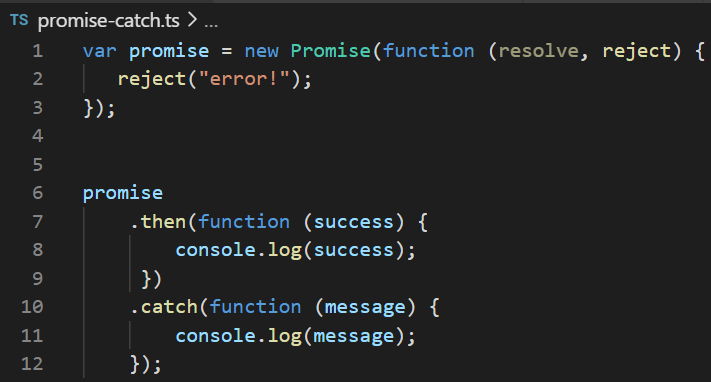 TS promise-catch.ts > ...
1 var promise = new Promise(function (resolve, reject) {
2    reject("error!");
3 });
4
5
6 promise
7     .then(function (success) {
8         console.log(success);
9      })
10     .catch(function (message) {
11         console.log(message);
12     });